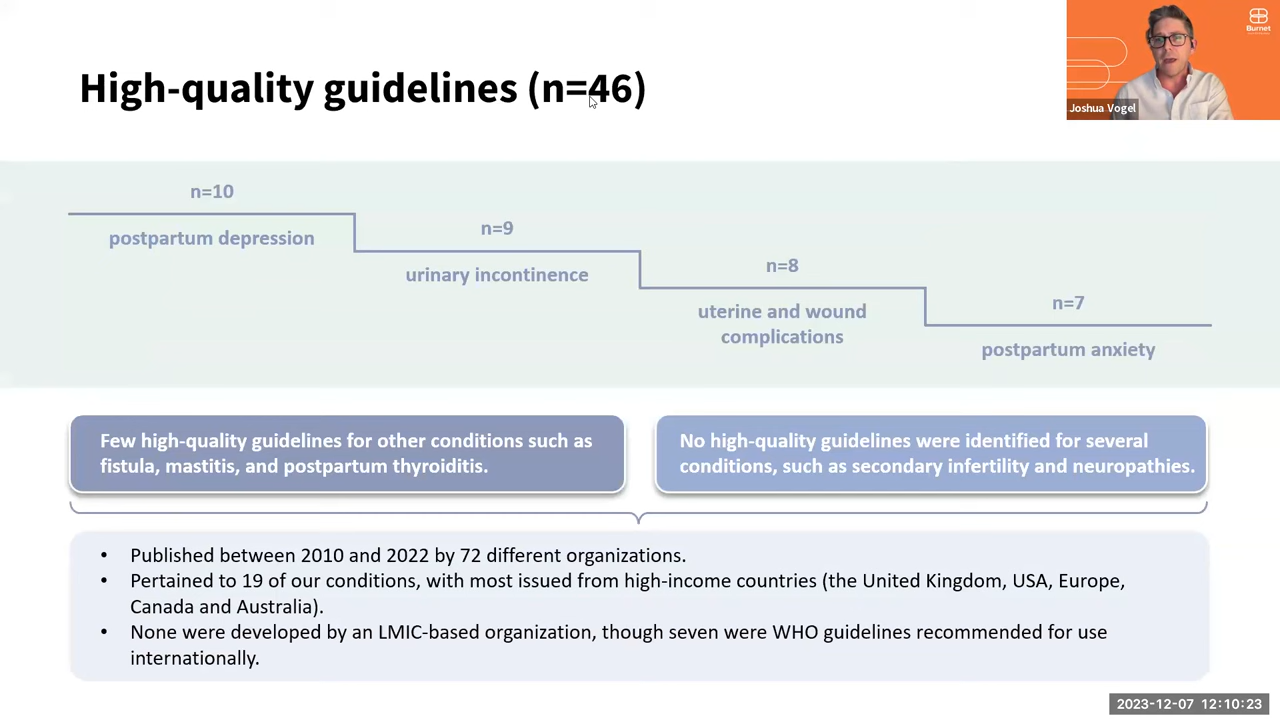 High-quality guidelines (n=46)
Burnet
Joshua Vogel
n=10
postpartum depression
n=9
urinary incontinence
n=8
uterine and wound
complications
n=7
postpartum anxiety
Few high-quality guidelines for other conditions such as
fistula, mastitis, and postpartum thyroiditis.
No high-quality guidelines were identified for several
conditions, such as secondary infertility and neuropathies.
• Published between 2010 and 2022 by 72 different organizations.
• Pertained to 19 of our conditions, with most issued from high-income countries (the United Kingdom, USA, Europe,
Canada and Australia).
• None were developed by an LMIC-based organization, though seven were WHO guidelines recommended for use
internationally.
2023-12-07 12:10:23